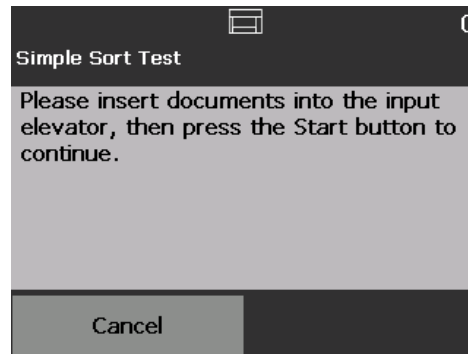 Simple Sort Test
Please insert documents into the input
elevator, then press the Start button to
continue.
Cancel